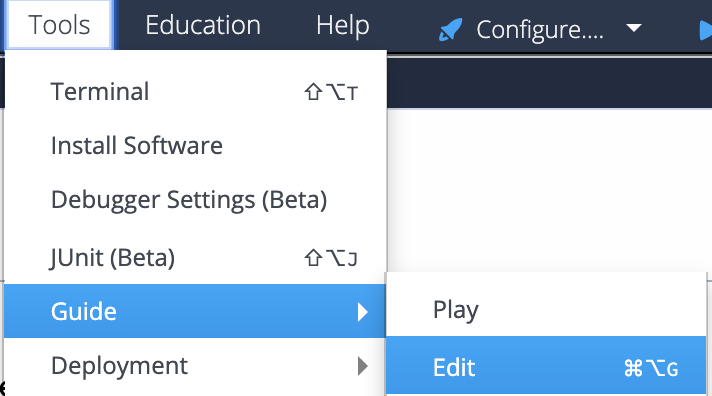 Tools Education Help Configure....
Terminal ⇧⌥T
Install Software
Debugger Settings (Beta)
JUnit (Beta) ⇧⌥J
Guide
Play
Edit ⌘⌥G
Deployment